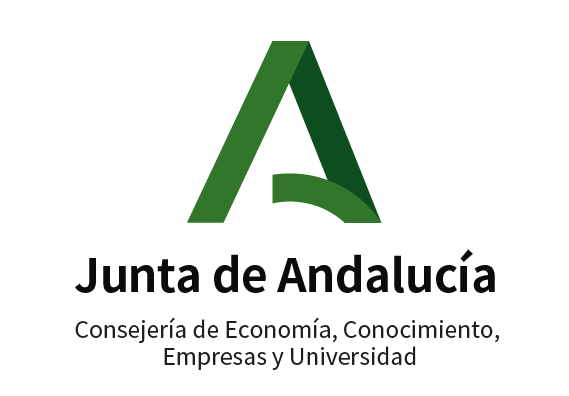 Junta de Andalucía
Consejería de Economía, Conocimiento,
Empresas y Universidad